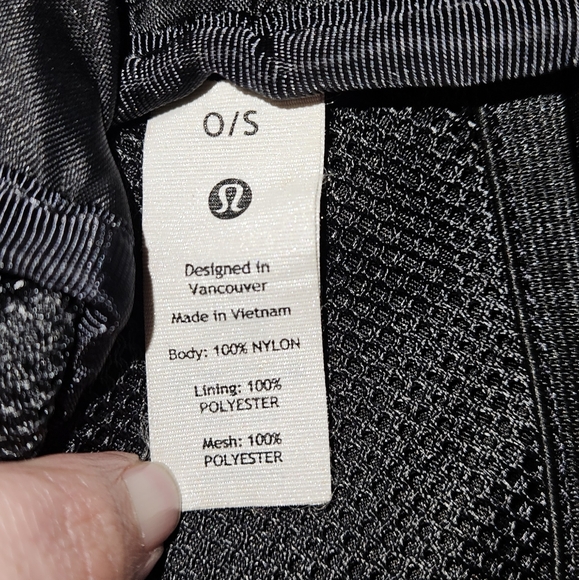 O/S
Designed in
Vancouver
Made in Vietnam
Body: 100% NYLON
Lining: 100%
POLYESTER
Mesh: 100%
POLYESTER